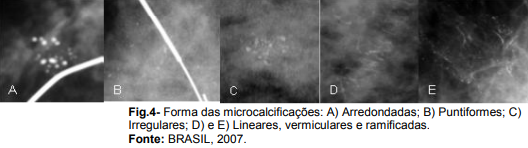 A B C D E
Fig.4- Forma das microcalcificações: A) Arredondadas; B) Puntiformes; C)
Irregulares; D) e E) Lineares, vermiculares e ramificadas.
Fonte: BRASIL, 2007.